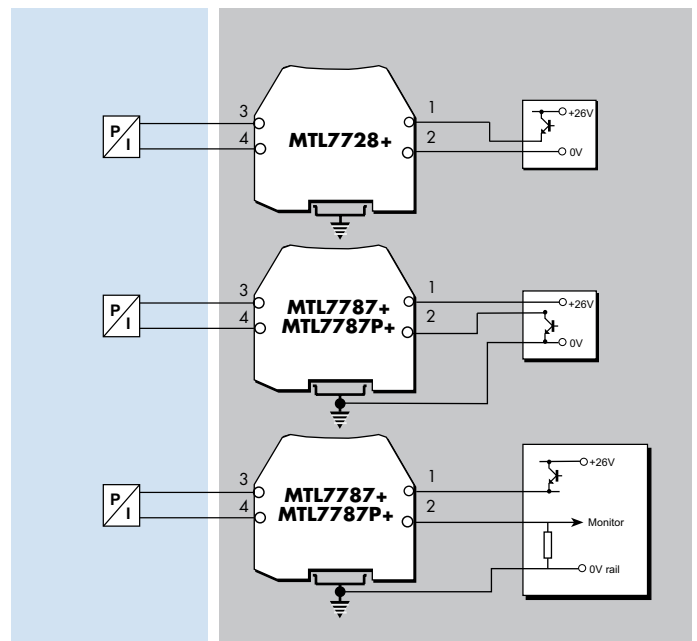 P/I
3
4
MTL7728+
1
2
+26V
0V
P/I
3
4
MTL7787+
MTL7787P+
1
2
+26V
0V
P/I
3
4
MTL7787+
MTL7787P+
1
2
+26V
Monitor
0V rail